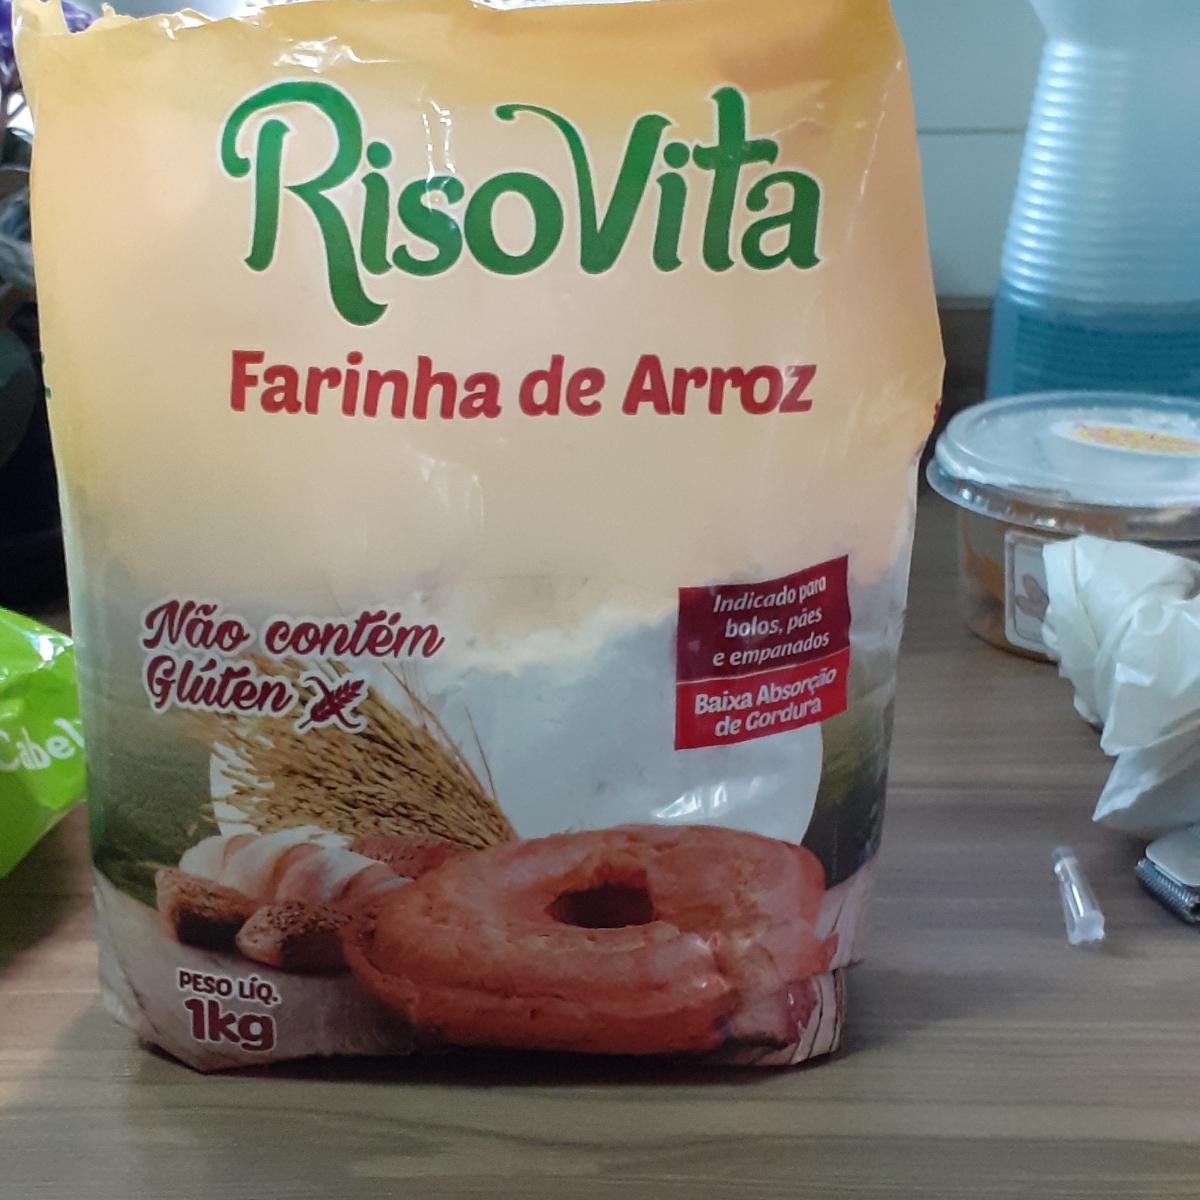 RisoVita
Farinha de Arroz
Não contém
Glúten
Indicado para
bolos, pães
e empanados
Baixa Absorção
de Gordura
PESO LÍQ.
1kg
Cabel